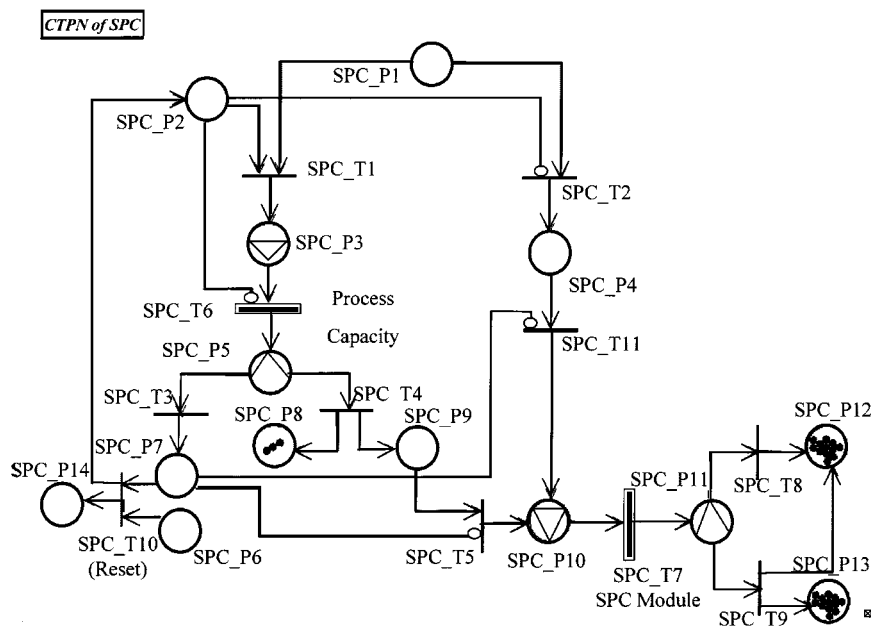 CTPN of SPC
SPC_P1
SPC_P2
SPC_T1
SPC_T2
SPC_P3
SPC_P4
SPC_T6
Process
Capacity
SPC_T11
SPC_P5
SPC_T3
SPC_T4
SPC_P8
SPC_P9
SPC_P12
SPC_P7
SPC_P14
SPC_P11
SPC_T8
SPC_T10
(Reset)
SPC_P6
SPC_T5
SPC_P10
SPC_P13
SPC_T7
SPC Module
SPC_T9